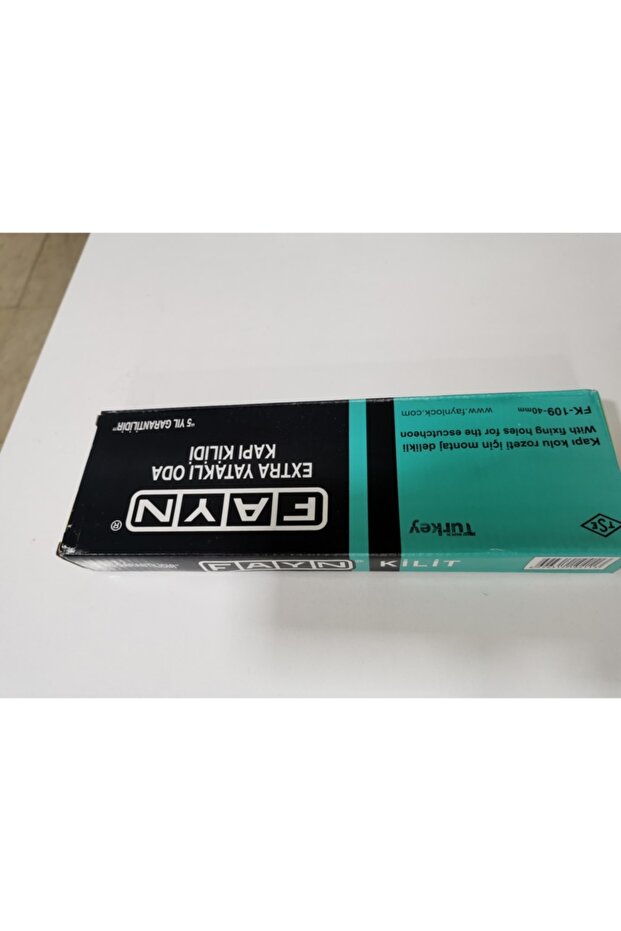 FAYN®
EXTRA YATAKLI ODA
KAPI KİLİDİ
"5 YIL GARANTİLİDİR"
TSE
Turkey
Kapı kolu rozeti için montaj delikli
With fixing holes for the escutcheon
www.faynlock.com
FK-109-40mm
FAYN®
KİLİT